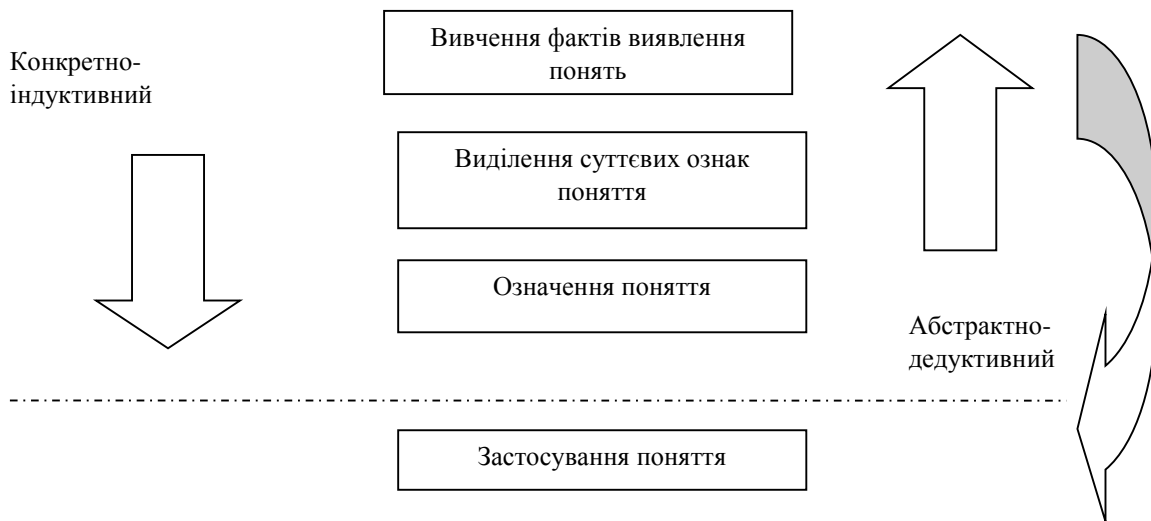 Конкретно-
індуктивний
Вивчення фактів виявлення
понять
Виділення суттєвих ознак
поняття
Означення поняття
Абстрактно-
дедуктивний
Застосування поняття